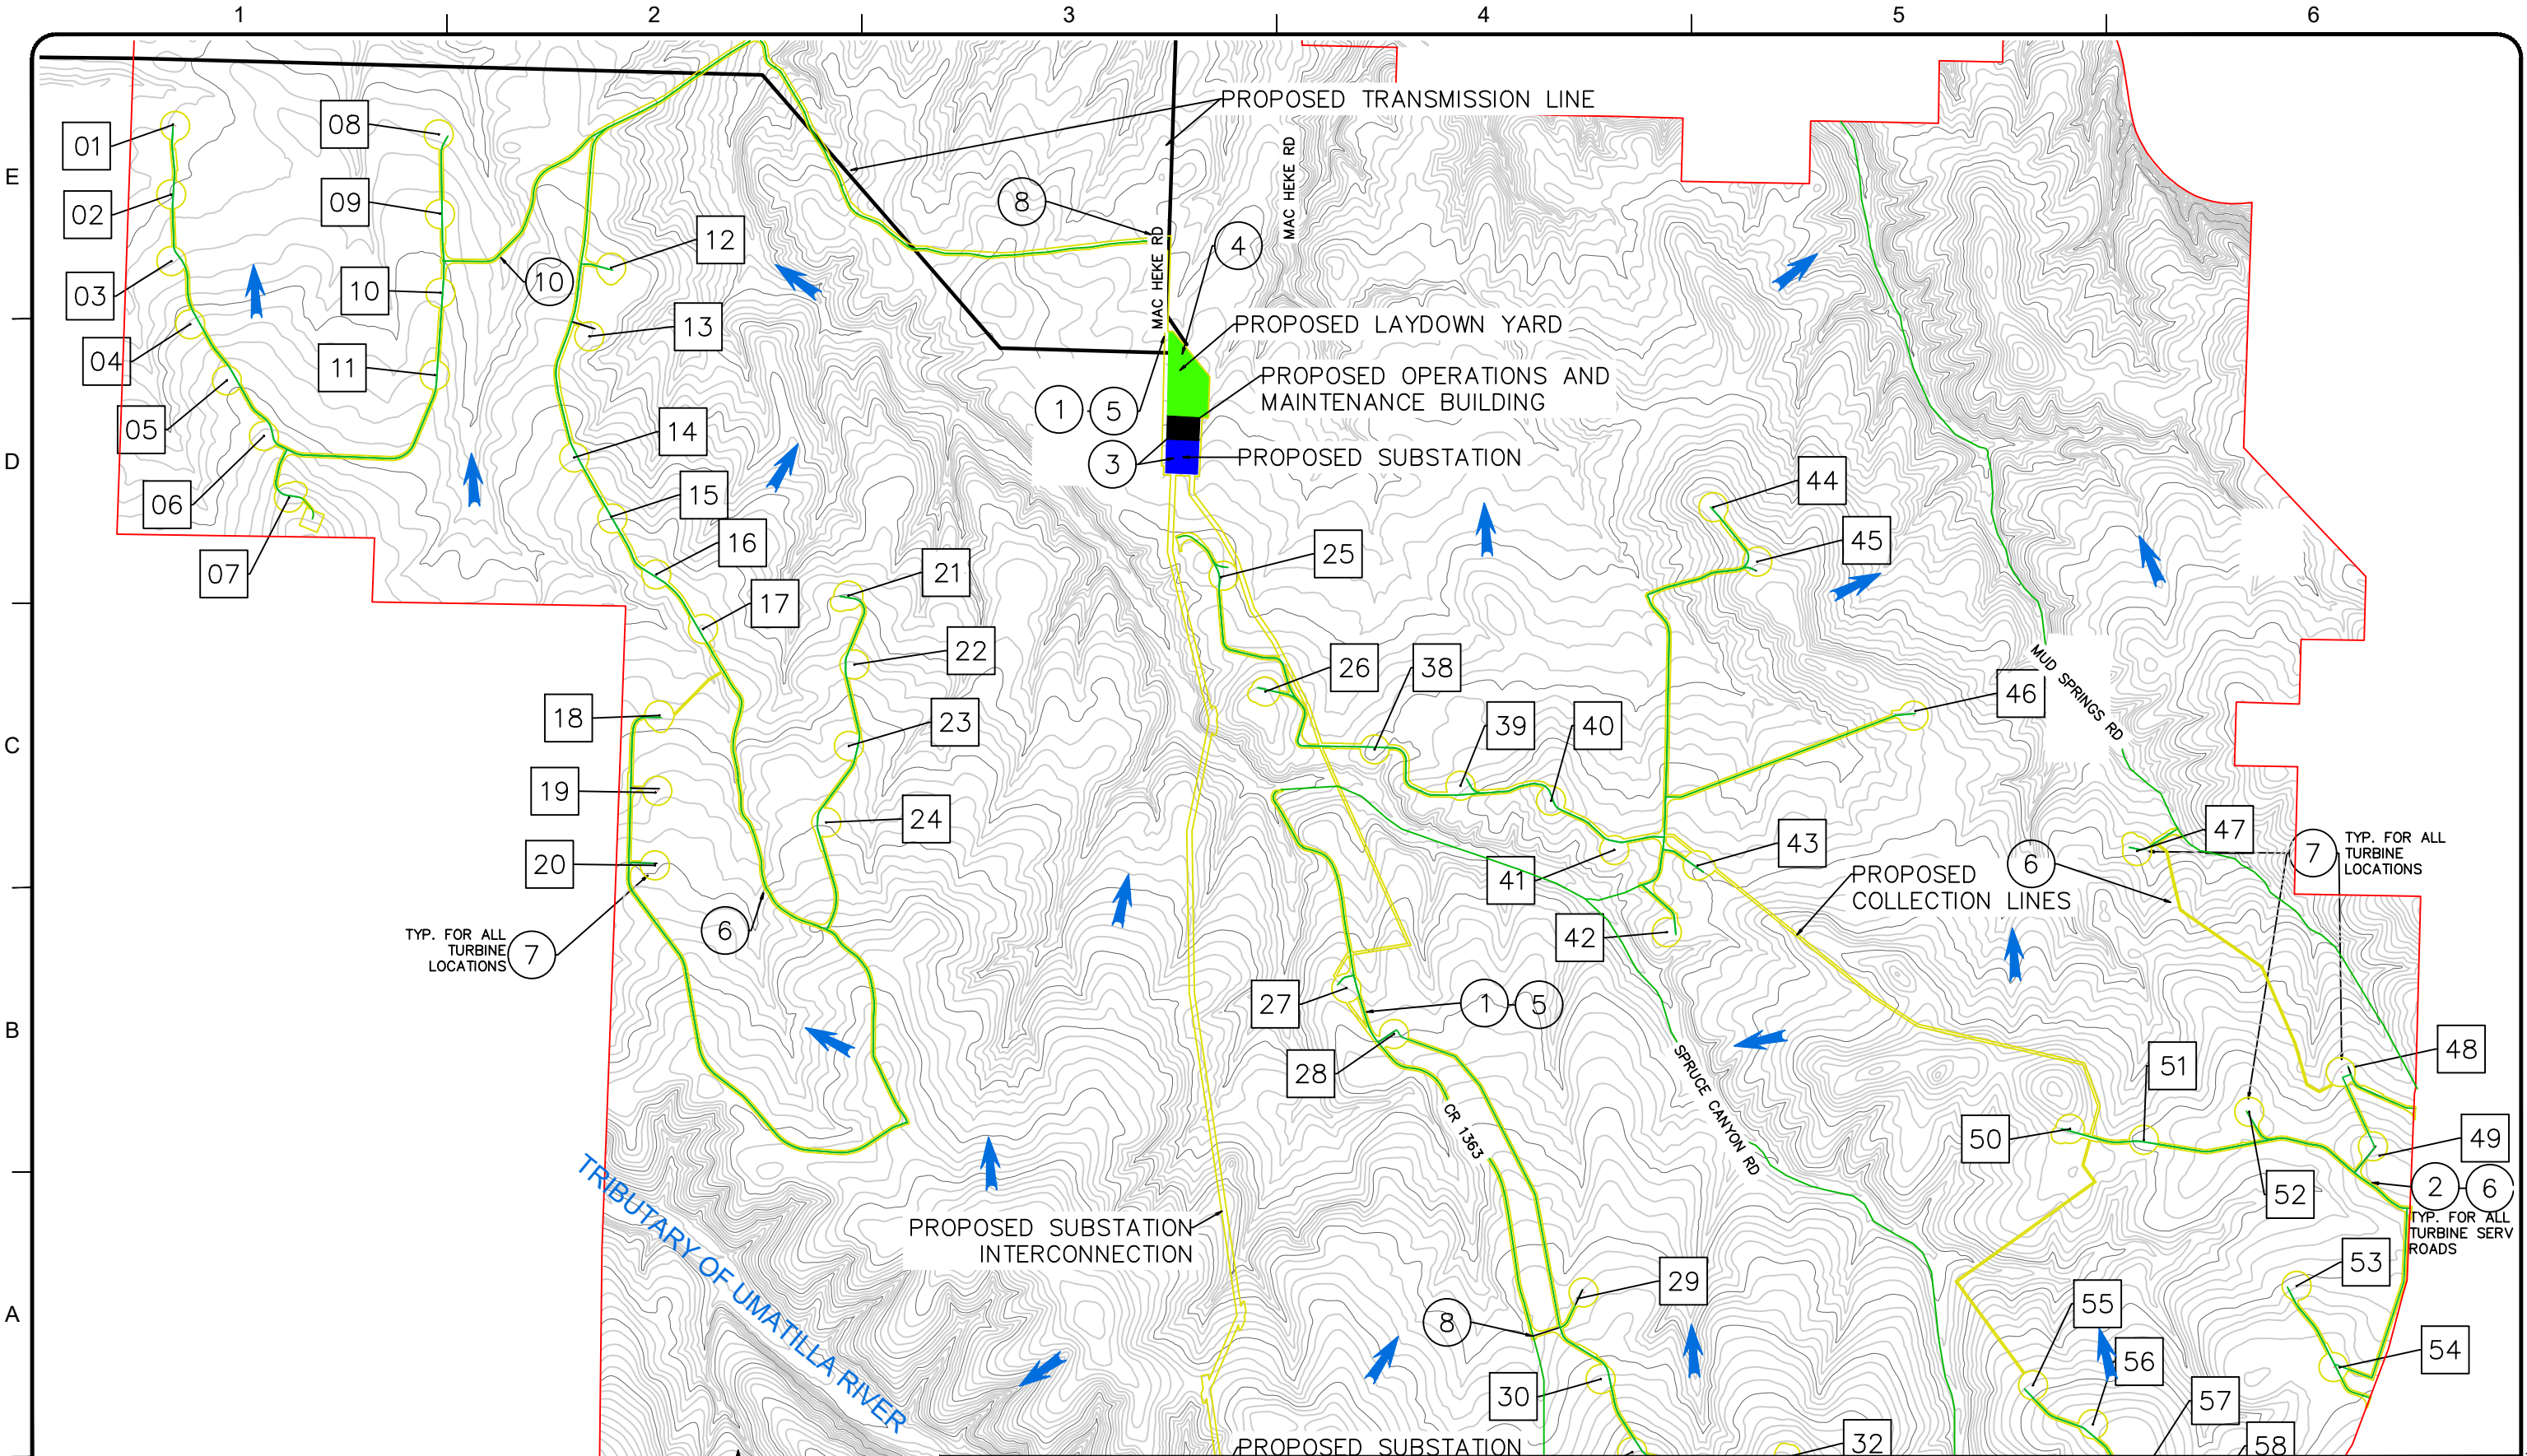 1
2
3
4
5
6
E
D
C
B
A
PROPOSED TRANSMISSION LINE
01
08
MAC HEKE RD
02
09
8
12
4
MAC HEKE RD
03
10
10
13
PROPOSED LAYDOWN YARD
04
11
PROPOSED OPERATIONS AND
MAINTENANCE BUILDING
1
5
05
14
3
PROPOSED SUBSTATION
06
15
44
16
25
45
07
21
17
22
26
38
46
MUD SPRINGS RD
18
23
39
40
19
24
47
20
41
43
6
7
TYP. FOR ALL
TURBINE
LOCATIONS
PROPOSED
COLLECTION LINES
6
42
TYP. FOR ALL
TURBINE
LOCATIONS
7
27
1
5
28
48
51
SPRUCE CANYON RD
CR 1363
50
49
52
2
6
TYP. FOR ALL
TURBINE SERV
ROADS
TRIBUTARY OF UMATILLA RIVER
PROPOSED SUBSTATION
INTERCONNECTION
29
53
8
55
54
56
30
57
32
58
PROPOSED SUBSTATION